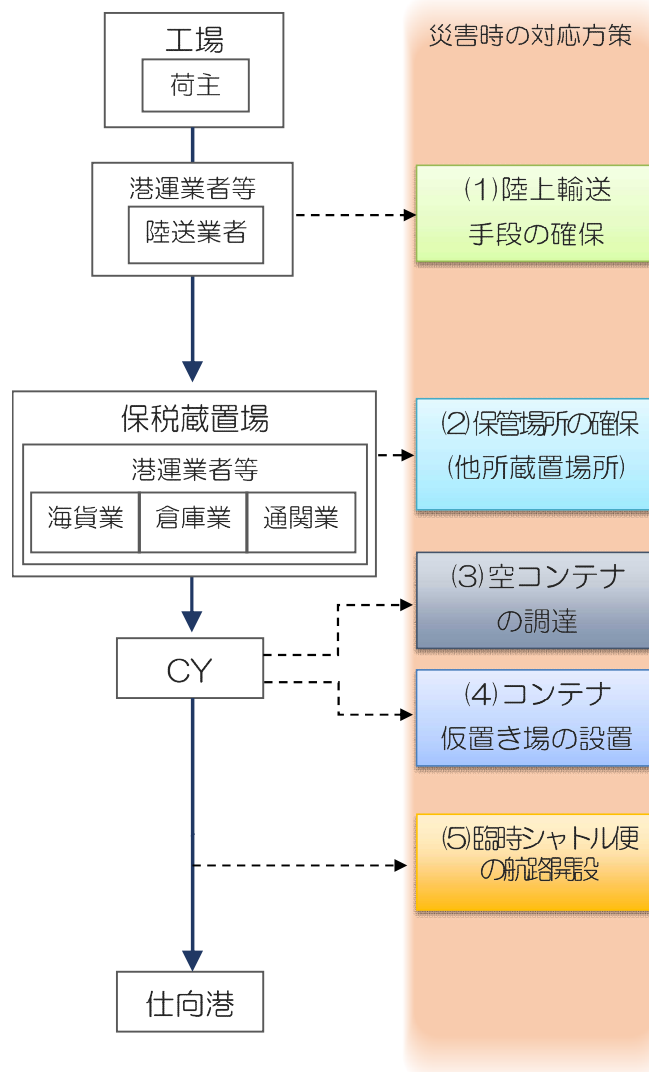 工場
荷主
災害時の対応方策
港運業者等
陸送業者
(1)陸上輸送
手段の確保
保税蔵置場
港運業者等
海貨業
倉庫業
通関業
(2)保管場所の確保
(他所蔵置場所)
(3)空コンテナ
の調達
CY
(4)コンテナ
仮置き場の設置
(5)臨時シャトル便
の航路開設
仕向港